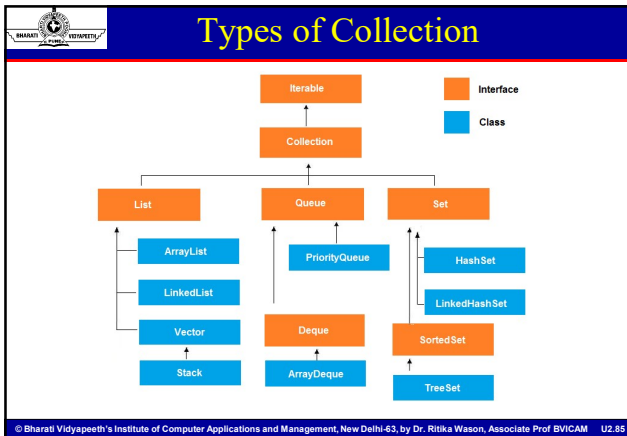 BHARATI VIDYAPEETH
PUNE
Types of Collection
Iterable
Interface
Class
Collection
List
Queue
Set
ArrayList
PriorityQueue
HashSet
LinkedList
LinkedHashSet
Vector
Deque
SortedSet
Stack
ArrayDeque
TreeSet
© Bharati Vidyapeeth's Institute of Computer Applications and Management, New Delhi-63, by Dr. Ritika Wason, Associate Prof BVICAM U2.85